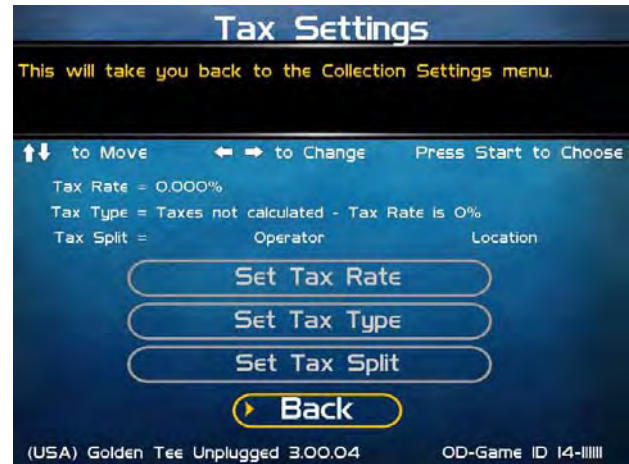 Tax Settings
This will take you back to the Collection Settings menu.
to Move to Change Press Start to Choose
Tax Rate = 0.000%
Tax Type = Taxes not calculated - Tax Rate is 0%
Tax Split = Operator Location
Set Tax Rate
Set Tax Type
Set Tax Split
Back
(USA) Golden Tee Unplugged 3.00.04 OD-Game ID 14-111111